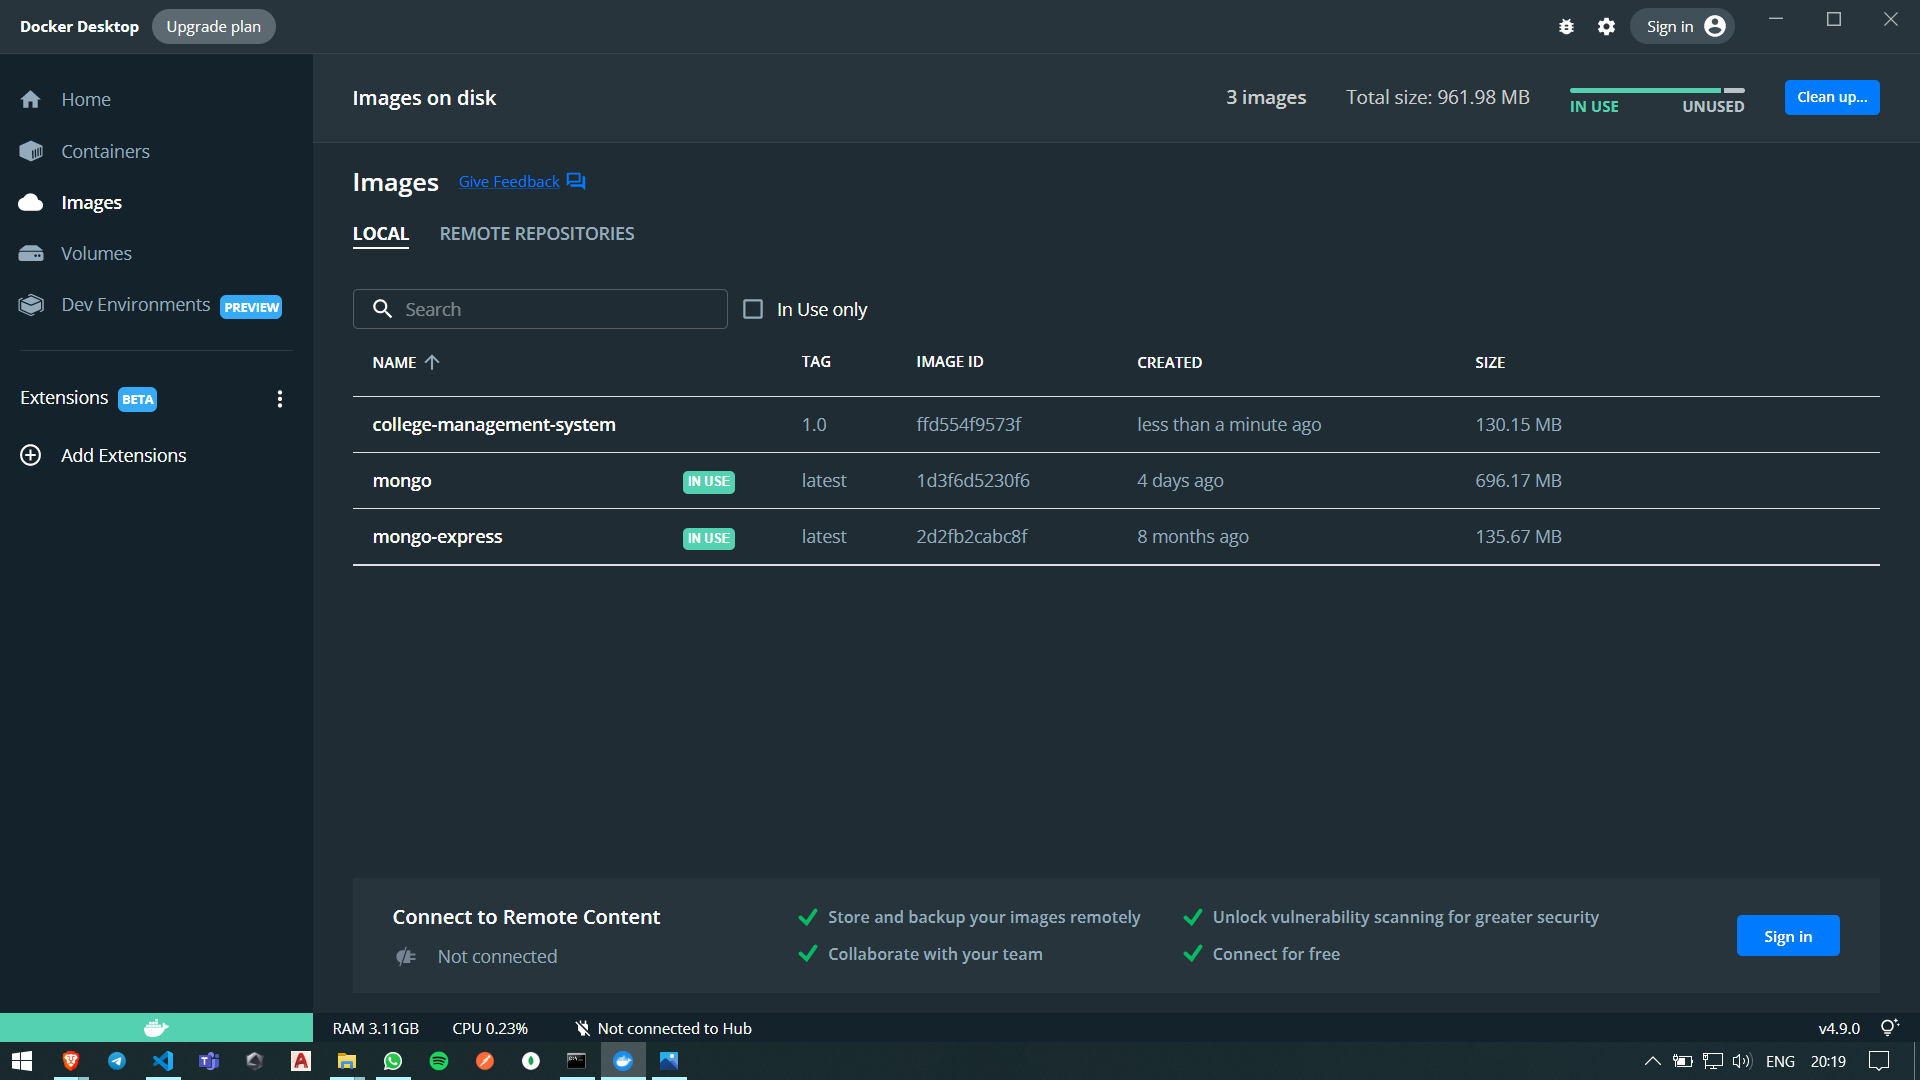 Docker Desktop Upgrade plan Sign in
Home
Containers
Images
Volumes
Dev Environments PREVIEW
Extensions BETA
Add Extensions
Images on disk 3 images Total size: 961.98 MB IN USE UNUSED Clean up...
Images Give Feedback
LOCAL REMOTE REPOSITORIES
Search In Use only
NAME TAG IMAGE ID CREATED SIZE
college-management-system 1.0 ffd554f9573f less than a minute ago 130.15 MB
mongo IN USE latest 1d3f6d5230f6 4 days ago 696.17 MB
mongo-express IN USE latest 2d2fb2cabc8f 8 months ago 135.67 MB
Connect to Remote Content
Not connected
Store and backup your images remotely Unlock vulnerability scanning for greater security
Collaborate with your team Connect for free
Sign in
RAM 3.11GB CPU 0.23% Not connected to Hub v4.9.0
ENG 20:19